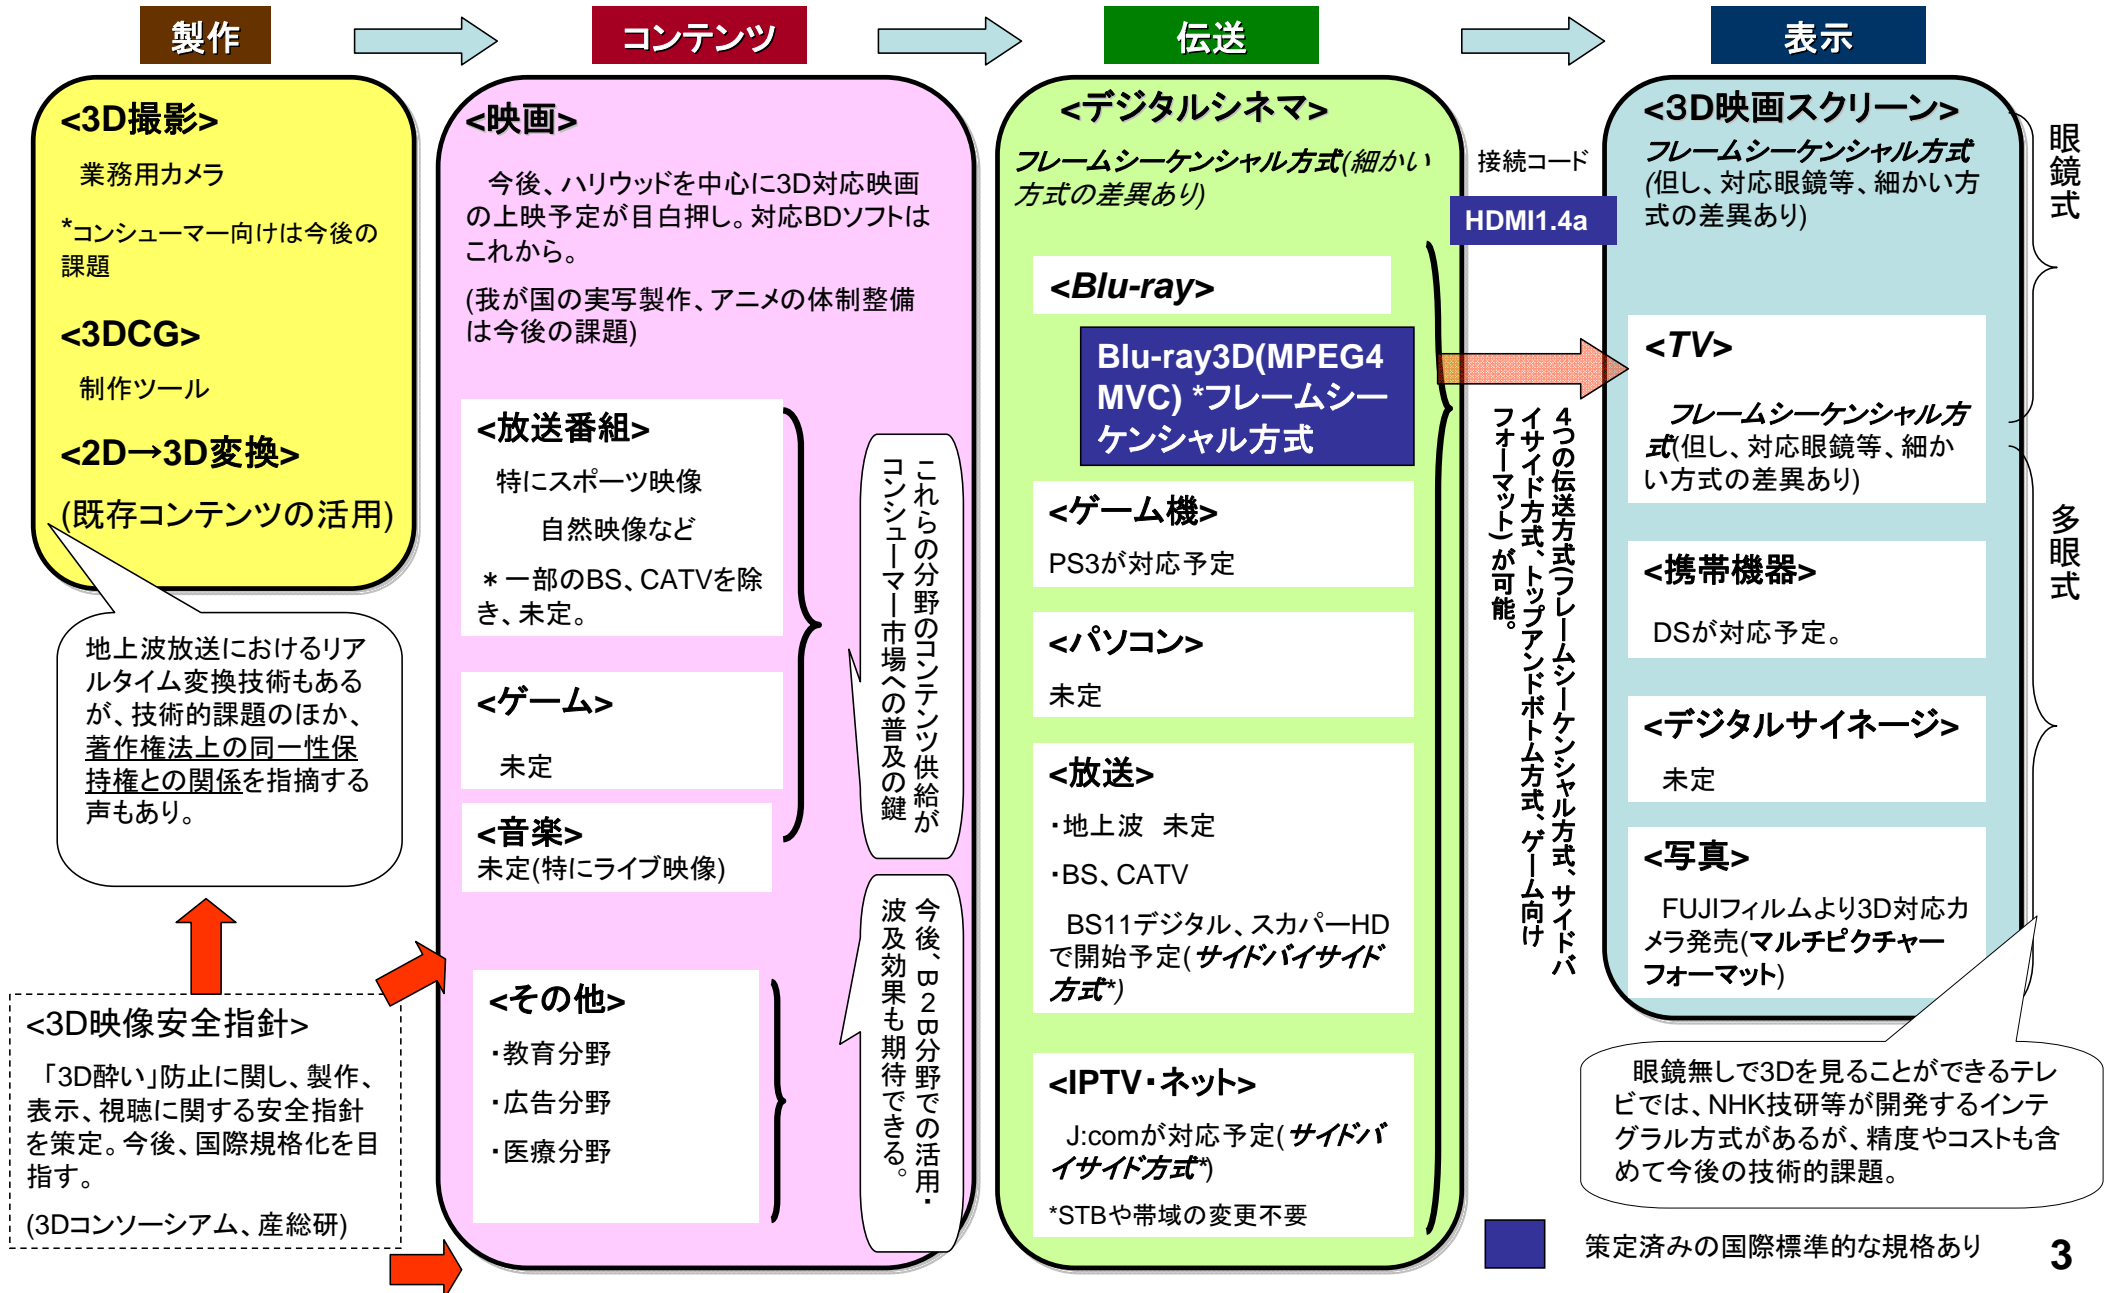 製作
コンテンツ
伝送
表示
<3D撮影>
業務用カメラ
*コンシューマー向けは今後の
課題
<3DCG>
制作ツール
<2D→3D変換>
(既存コンテンツの活用)
地上波放送におけるリア
ルタイム変換技術もある
が、技術的課題のほか、
著作権法上の同一性保
持権との関係を指摘する
声もあり。
<3D映像安全指針>
「3D酔い」防止に関し、製作、
表示、視聴に関する安全指針
を策定。今後、国際規格化を目
指す。
(3Dコンソーシアム、産総研)
<映画>
今後、ハリウッドを中心に3D対応映画
の上映予定が目白押し。対応BDソフトは
これから。
(我が国の実写製作、アニメの体制整備
は今後の課題)
<放送番組>
特にスポーツ映像
自然映像など
＊一部のBS、CATVを除
き、未定。
<ゲーム>
未定
<音楽>
未定(特にライブ映像)
これらの分野のコンテンツ供給が
コンシューマー市場への普及の鍵
<その他>
・教育分野
・広告分野
・医療分野
今後、B2B分野での活用・
波及効果も期待できる。
<デジタルシネマ>
フレームシーケンシャル方式(細かい
方式の差異あり)
<Blu-ray>
Blu-ray3D(MPEG4
MVC) *フレームシー
ケンシャル方式
<ゲーム機>
PS3が対応予定
<パソコン>
未定
<放送>
・地上波　未定
・BS、CATV
BS11デジタル、スカパーHD
で開始予定(サイドバイサイド
方式*)
<IPTV・ネット>
J:comが対応予定(サイドバ
イサイド方式*)
*STBや帯域の変更不要
接続コード
HDMI1.4a
4つの伝送方式(フレームシーケンシャル方式、サイドバ
イサイド方式、トップアンドボトム方式、ゲーム向け
フォーマット)が可能。
<3D映画スクリーン>
フレームシーケンシャル方式
(但し、対応眼鏡等、細かい方
式の差異あり)
<TV>
フレームシーケンシャル方
式(但し、対応眼鏡等、細か
い方式の差異あり)
<携帯機器>
DSが対応予定。
<デジタルサイネージ>
未定
<写真>
FUJIフィルムより3D対応カ
メラ発売(マルチピクチャー
フォーマット)
眼鏡式
多眼式
眼鏡無しで3Dを見ることができるテレ
ビでは、NHK技研等が開発するインテ
グラル方式があるが、精度やコストも含
めて今後の技術的課題。
策定済みの国際標準的な規格あり
3